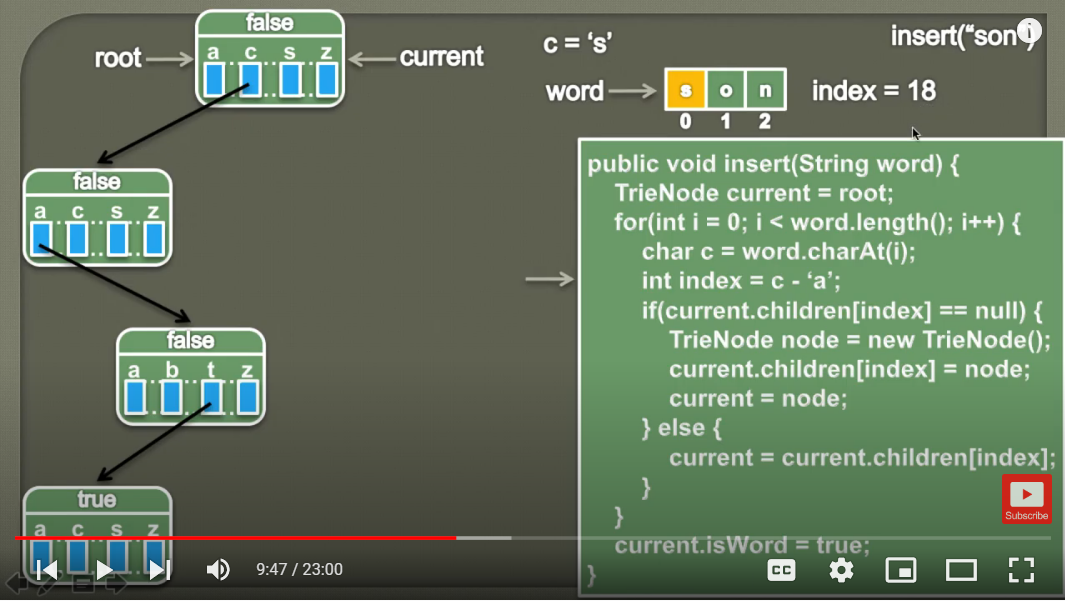 false
a c s z
root
current
c = ‘s’
insert(“son”)
word
s o n
0 1 2
index = 18
false
a c s z
false
a b t z
true
a c s z
public void insert(String word) {
TrieNode current = root;
for(int i = 0; i < word.length(); i++) {
char c = word.charAt(i);
int index = c - ‘a’;
if(current.children[index] == null) {
TrieNode node = new TrieNode();
current.children[index] = node;
current = node;
} else {
current = current.children[index];
}
}
current.isWord = true;
}
Subscribe
9:47 / 23:00
CC